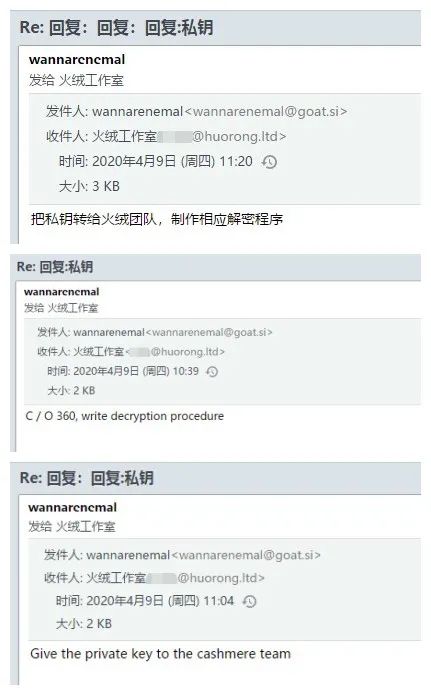 Re: 回复：回复：回复:私钥
wannarenemal
发给 火绒工作室
发件人: wannarenemal<wannarenemal@goat.si>
收件人: 火绒工作室 @huorong.ltd>
时间: 2020年4月9日 (周四) 11:20
大小: 3 KB
把私钥转给火绒团队，制作相应解密程序
Re: 回复:私钥
wannarenemal
发给 火绒工作室
发件人: wannarenemal<wannarenemal@goat.si>
收件人: 火绒工作室< @huorong.ltd>
时间: 2020年4月9日 (周四) 10:39
大小: 2 KB
C / O 360, write decryption procedure
Re: 回复：回复:私钥
wannarenemal
发给 火绒工作室
发件人: wannarenemal<wannarenemal@goat.si>
收件人: 火绒工作室 @huorong.ltd>
时间: 2020年4月9日 (周四) 11:04
大小: 2 KB
Give the private key to the cashmere team